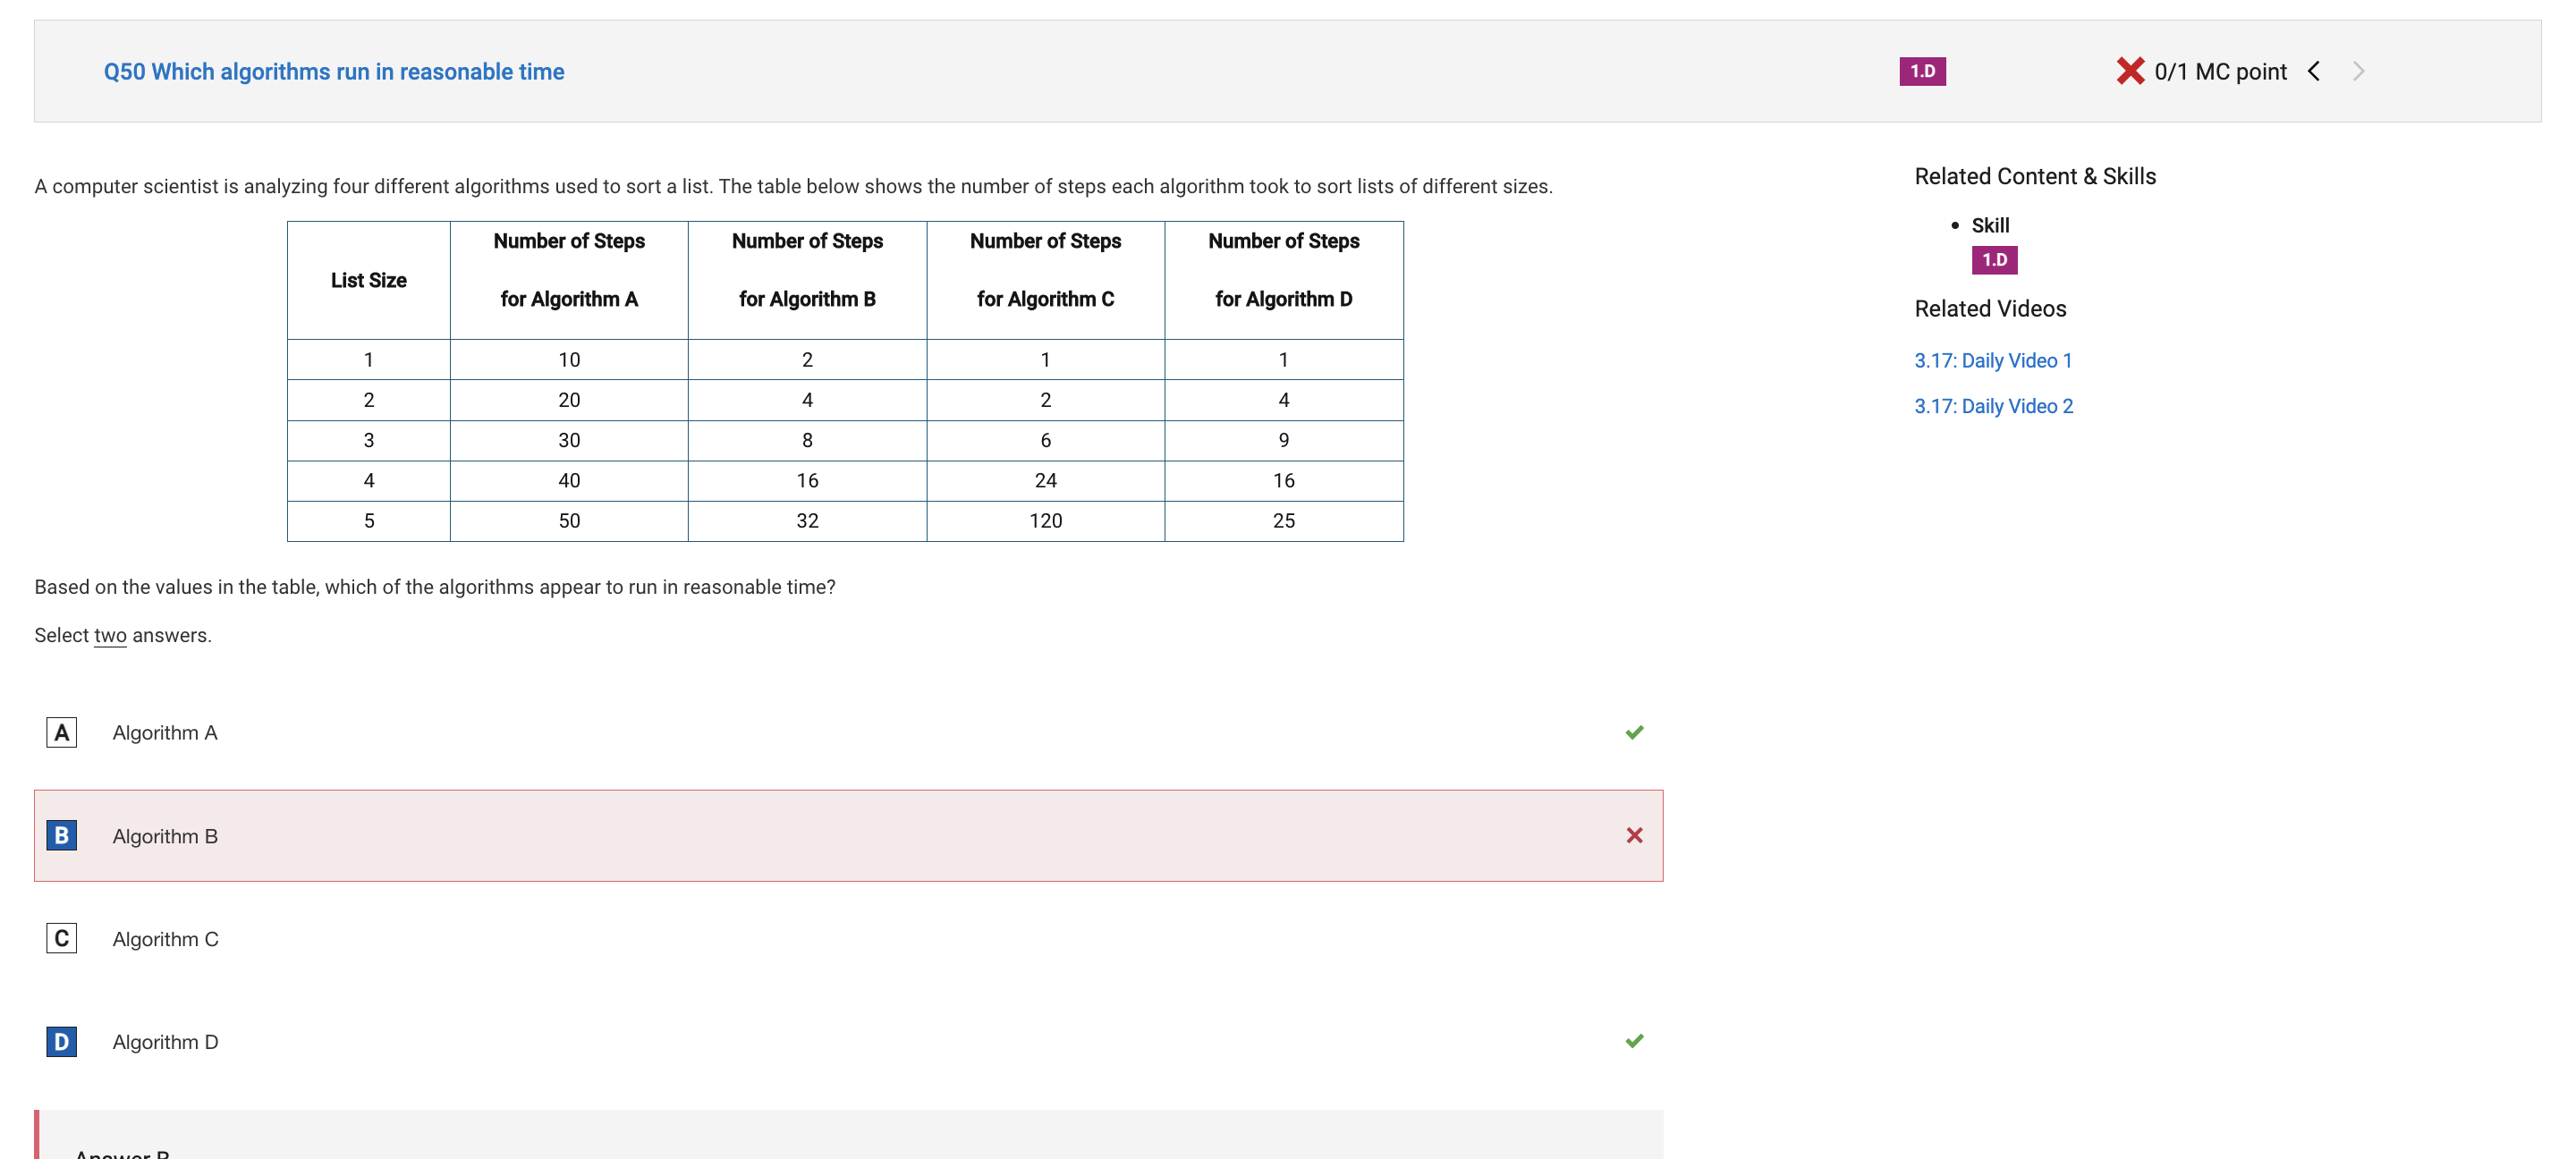 Q50 Which algorithms run in reasonable time
1.D
0/1 MC point
A computer scientist is analyzing four different algorithms used to sort a list. The table below shows the number of steps each algorithm took to sort lists of different sizes.
List Size | Number of Steps for Algorithm A | Number of Steps for Algorithm B | Number of Steps for Algorithm C | Number of Steps for Algorithm D
1 | 10 | 2 | 1 | 1
2 | 20 | 4 | 2 | 4
3 | 30 | 8 | 6 | 9
4 | 40 | 16 | 24 | 16
5 | 50 | 32 | 120 | 25
Based on the values in the table, which of the algorithms appear to run in reasonable time?
Select two answers.
A Algorithm A
B Algorithm B
C Algorithm C
D Algorithm D
Answer B
Related Content & Skills
• Skill
1.D
Related Videos
3.17: Daily Video 1
3.17: Daily Video 2